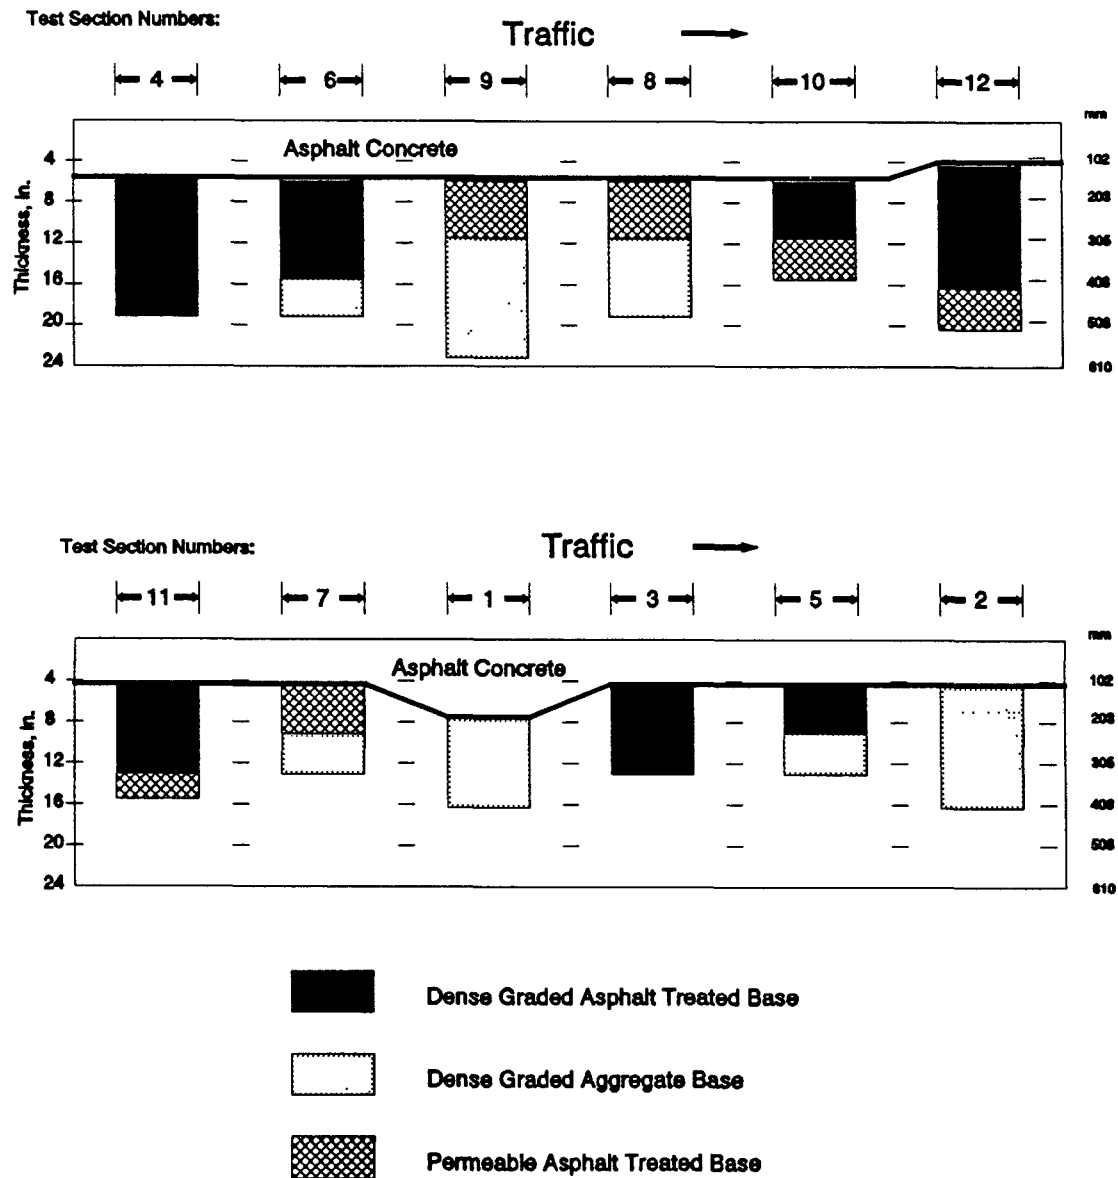 Test Section Numbers:
Traffic
4 6 9 8 10 12
mm
Asphalt Concrete
4 102
8 203
12 305
16 406
20 508
24 610
Thickness, in.
Test Section Numbers:
Traffic
11 7 1 3 5 2
mm
Asphalt Concrete
4 102
8 203
12 305
16 406
20 508
24 610
Thickness, in.
Dense Graded Asphalt Treated Base
Dense Graded Aggregate Base
Permeable Asphalt Treated Base